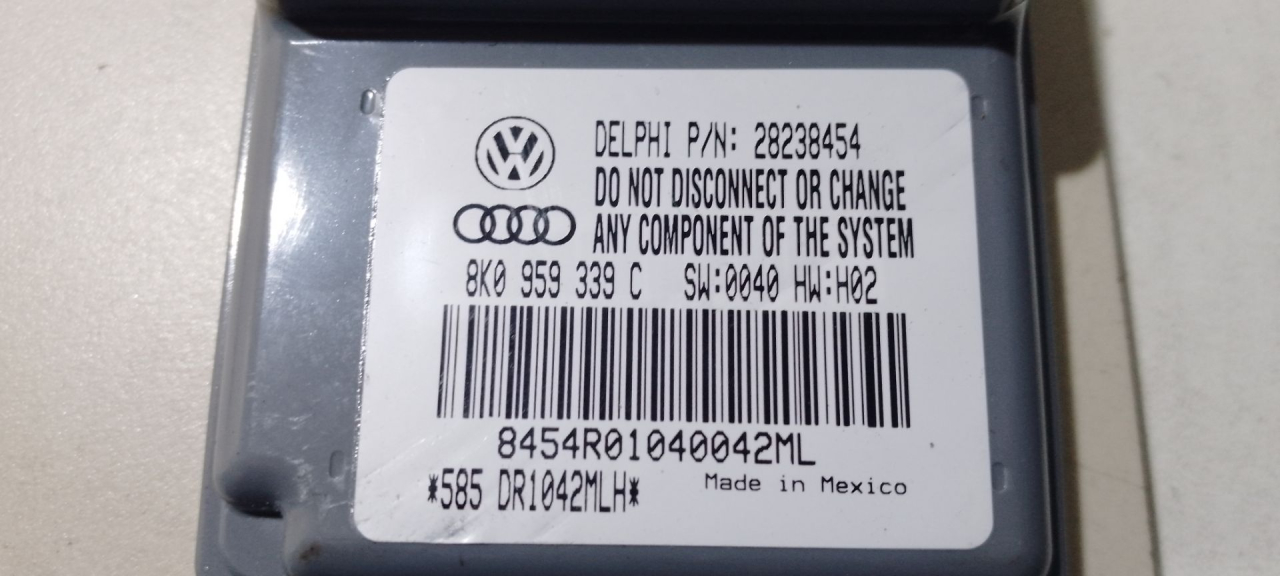 DELPHI P/N: 28238454
DO NOT DISCONNECT OR CHANGE
ANY COMPONENT OF THE SYSTEM
8K0 959 339 C SW:0040 HW:H02
8454R01040042ML
*585 DR1042MLH*
Made in Mexico